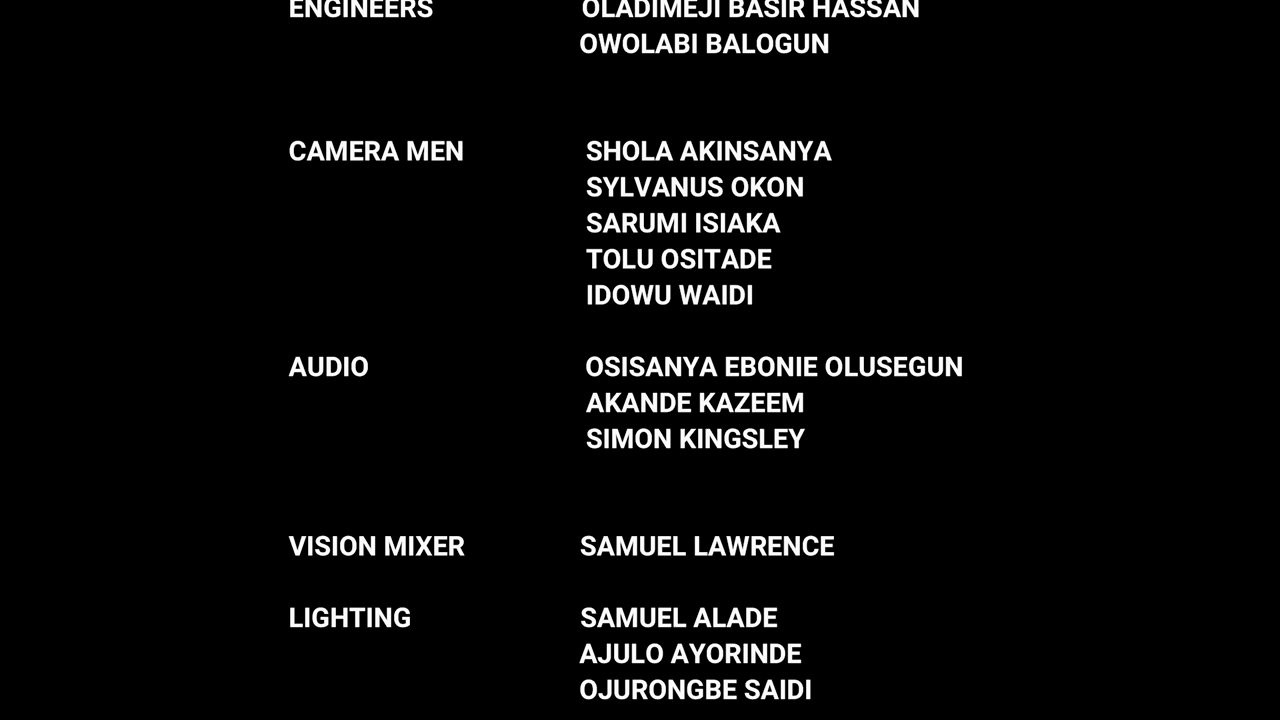 ENGINEERS OLADIMEJI BASIR HASSAN
OWOLABI BALOGUN
CAMERA MEN SHOLA AKINSANYA
SYLVANUS OKON
SARUMI ISIAKA
TOLU OSITADE
IDOWU WAIDI
AUDIO OSISANYA EBONIE OLUSEGUN
AKANDE KAZEEM
SIMON KINGSLEY
VISION MIXER SAMUEL LAWRENCE
LIGHTING SAMUEL ALADE
AJULO AYORINDE
OJURONGBE SAIDI